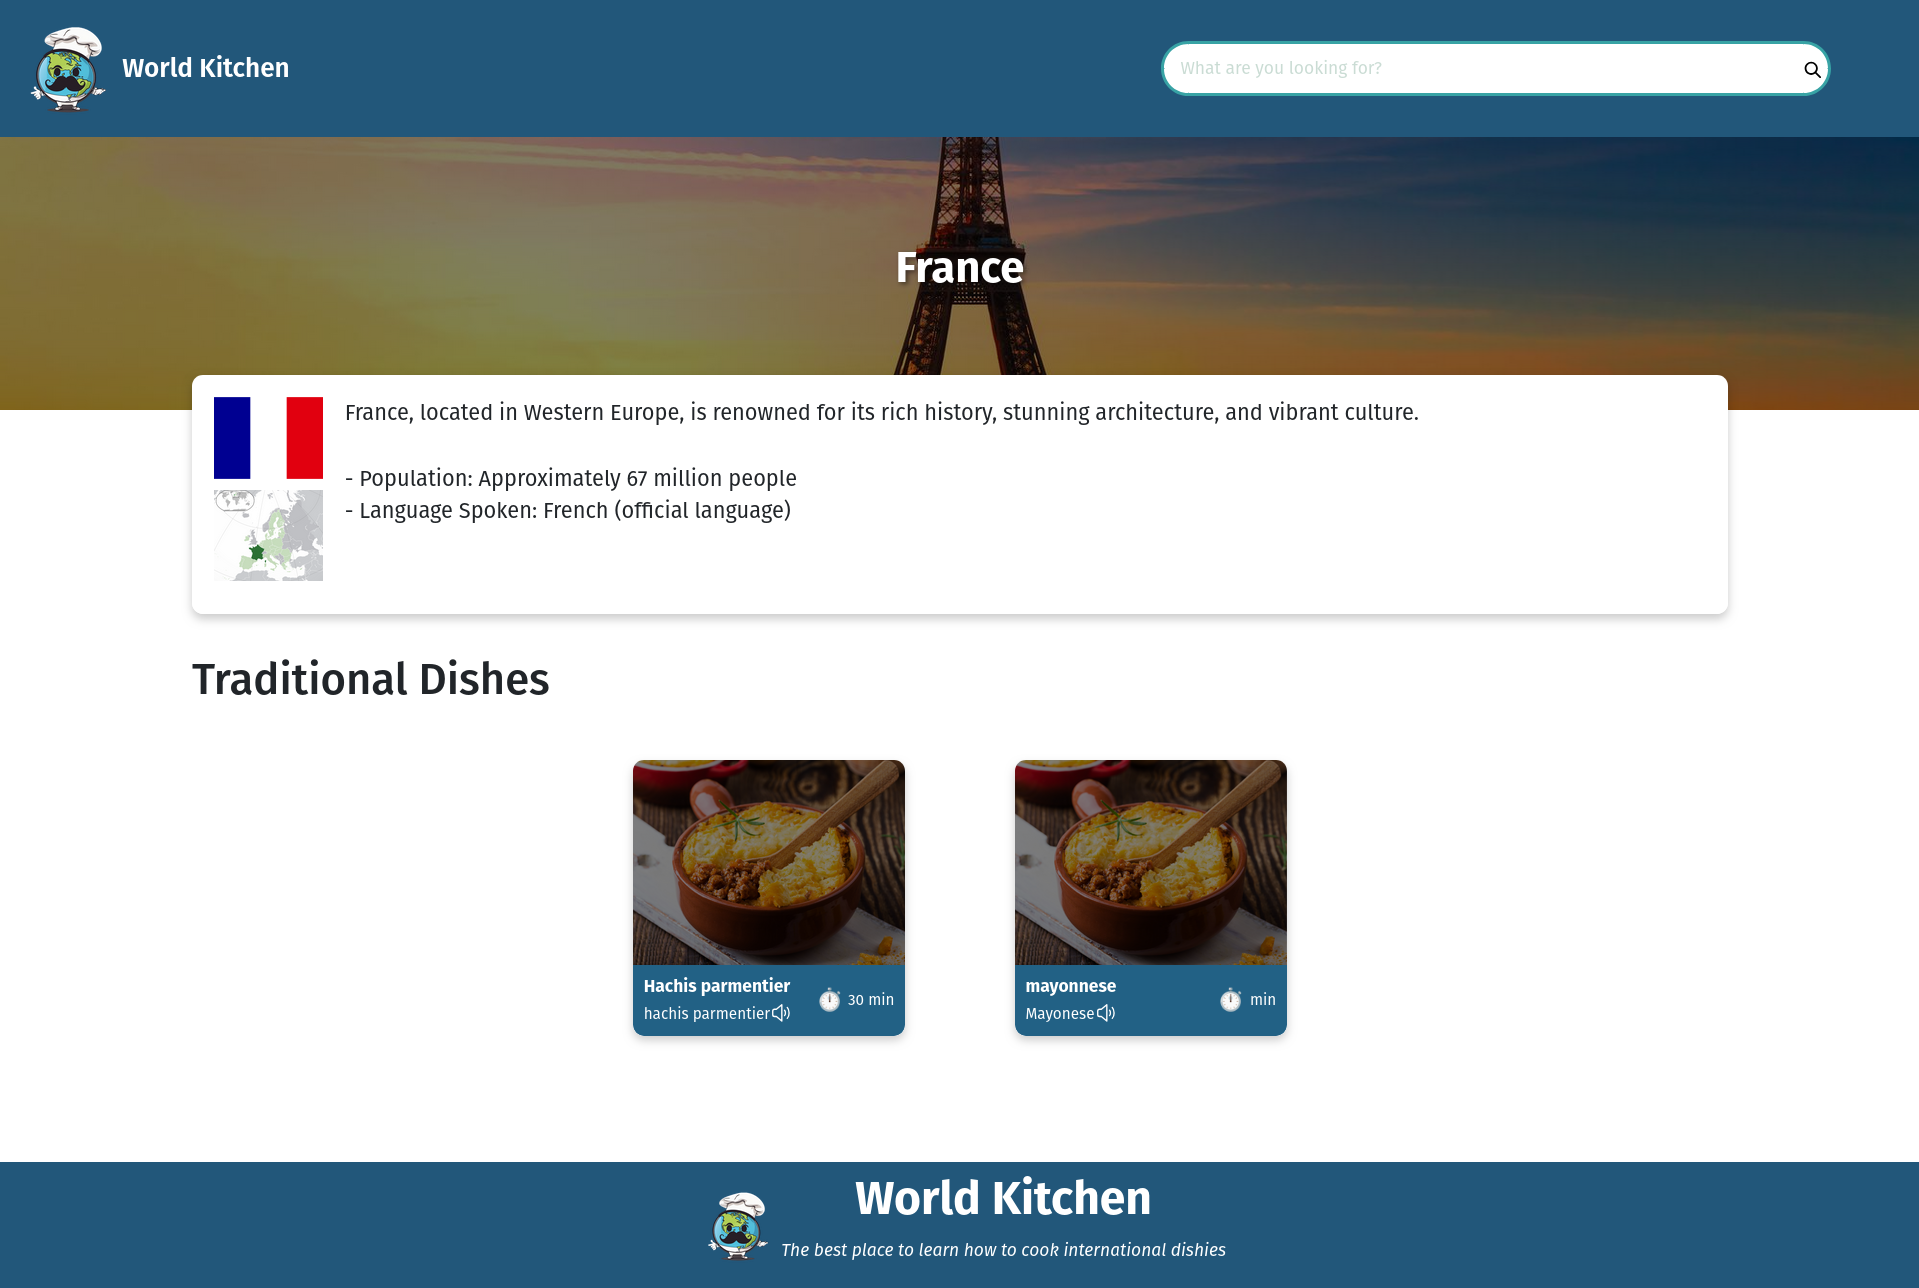 World Kitchen
What are you looking for?
France
France, located in Western Europe, is renowned for its rich history, stunning architecture, and vibrant culture.
- Population: Approximately 67 million people
- Language Spoken: French (official language)
Traditional Dishes
Hachis parmentier
hachis parmentier
30 min
mayonnese
Mayonese
min
World Kitchen
The best place to learn how to cook international dishies